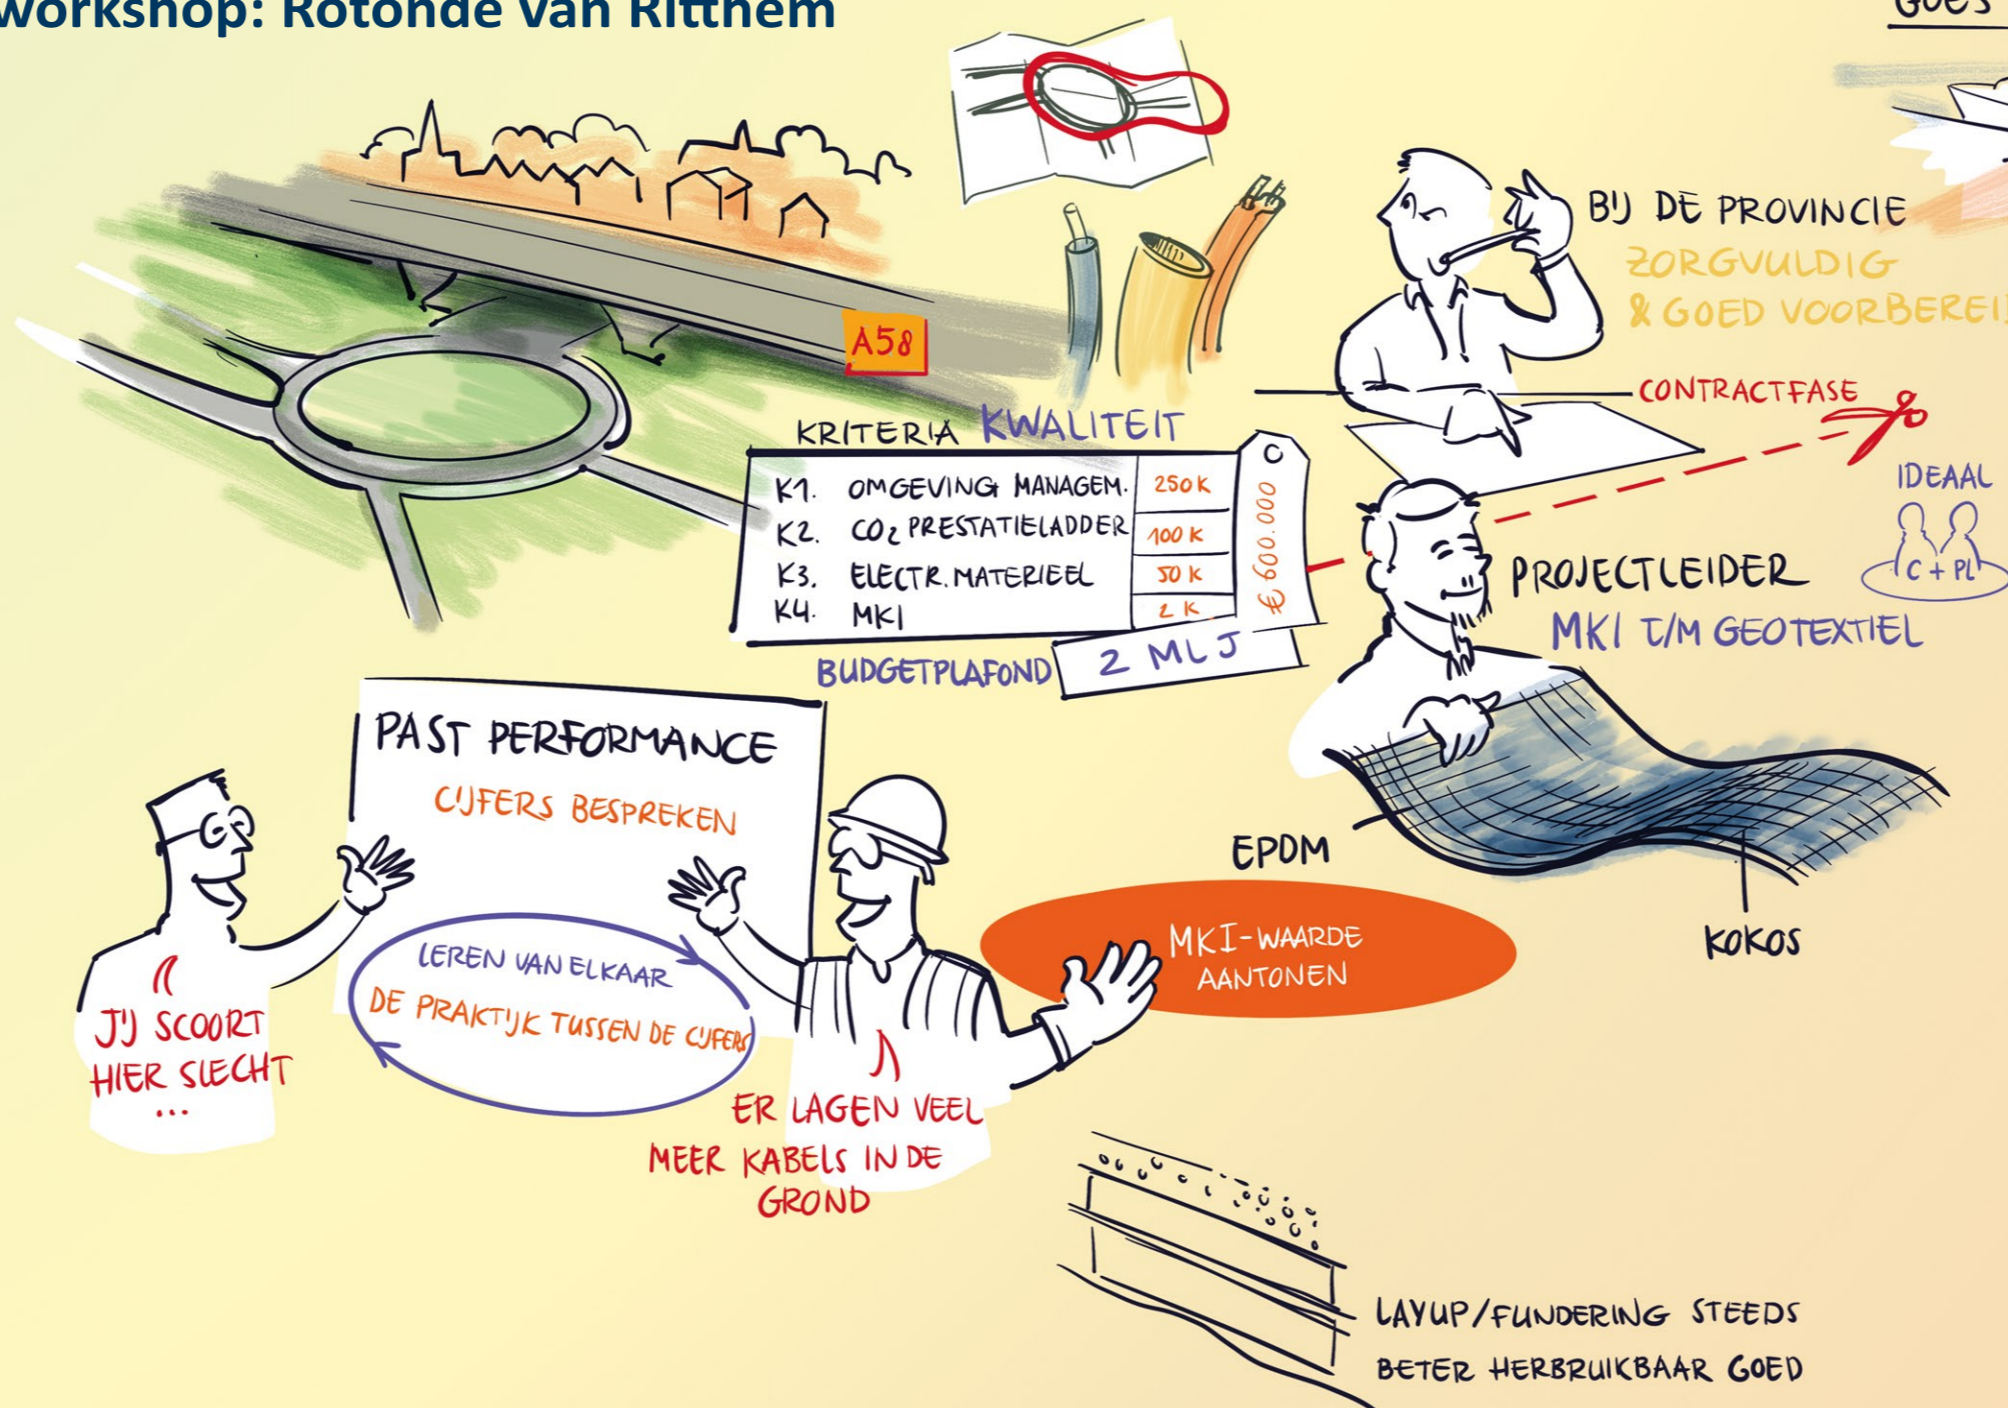 workshop: Rotonde van Ritthem
GOES
A58
BIJ DE PROVINCIE
ZORGVULDIG
& GOED VOORBEREI
CONTRACTFASE
IDEAAL
C + PL
PROJECTLEIDER
MKI T/M GEOTEXTIEL
KRITERIA KWALITEIT
K1. OMGEVING MANAGEM. 250K
K2. CO2 PRESTATIELADDER 100 K
K3. ELECTR. MATERIEEL 50 K
K4. MKI 2 K
€ 600.000
BUDGETPLAFOND 2 MLJ
PAST PERFORMANCE
CIJFERS BESPREKEN
LEREN VAN ELKAAR
DE PRAKTIJK TUSSEN DE CIJFERS
JIJ SCOORT
HIER SLECHT
...
ER LAGEN VEEL
MEER KABELS IN DE
GROND
EPDM
KOKOS
MKI-WAARDE
AANTONEN
LAYUP/FUNDERING STEEDS
BETER HERBRUIKBAAR GOED